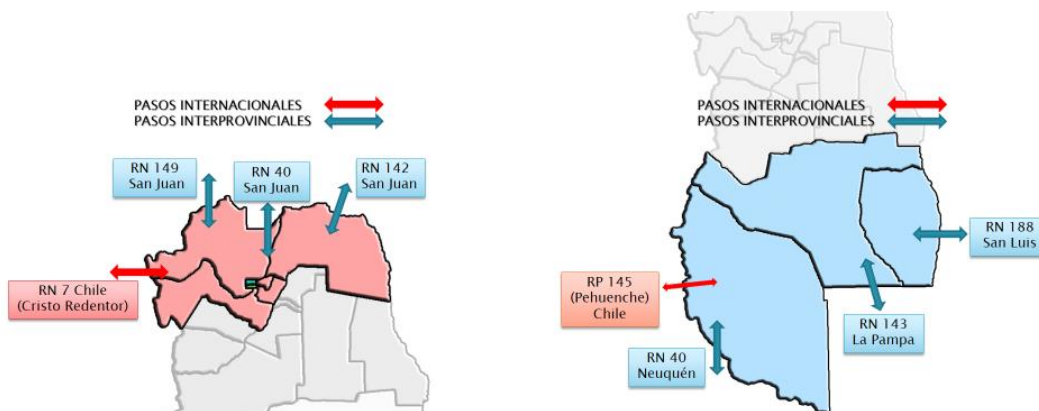 PASOS INTERNACIONALES
PASOS INTERPROVINCIALES
RN 149
San Juan
RN 40
San Juan
RN 142
San Juan
RN 7 Chile
(Cristo Redentor)
PASOS INTERNACIONALES
PASOS INTERPROVINCIALES
RN 188
San Luis
RP 145
(Pehuenche)
Chile
RN 143
La Pampa
RN 40
Neuquén